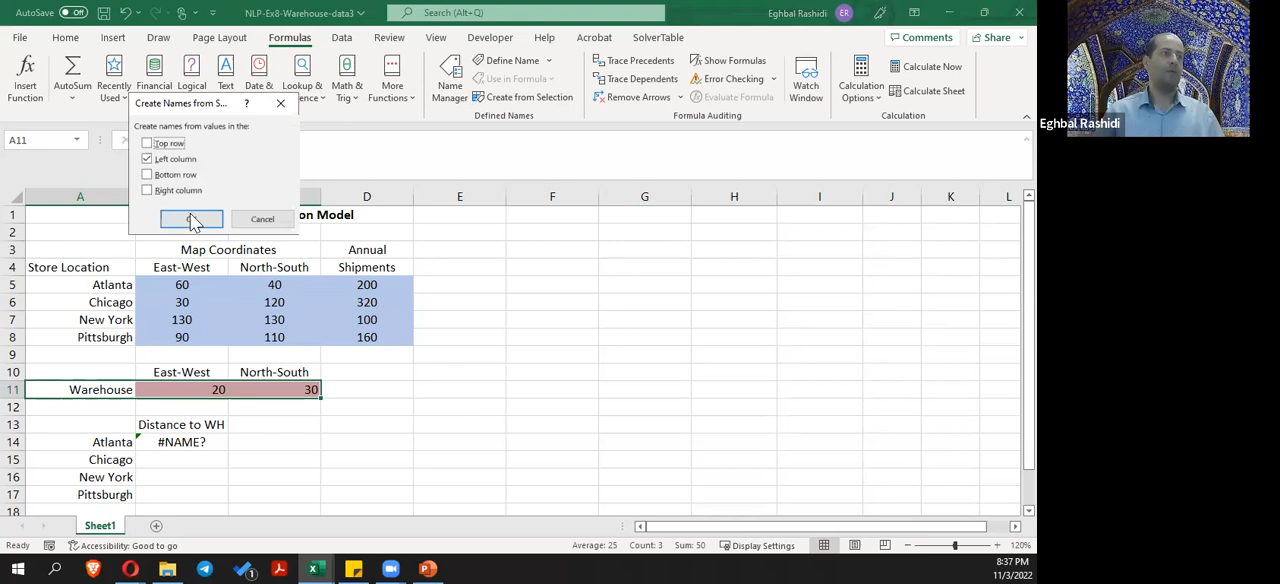 AutoSave Off NLP-Ex8-Warehouse-data3 Search (Alt+Q) Eghbal Rashidi ER
File Home Insert Draw Page Layout Formulas Data Review View Developer Help Acrobat SolverTable Comments Share
fx Insert Function
AutoSum
Recently Used
Financial
Logical
Text
Date &
Lookup &
Math & Trig
More Functions
Name Manager
Define Name
Use in Formula
Create from Selection
Defined Names
Trace Precedents
Trace Dependents
Remove Arrows
Show Formulas
Error Checking
Evaluate Formula
Formula Auditing
Watch Window
Calculation Options
Calculate Now
Calculate Sheet
Calculation
Create Names from S... ?
Create names from values in the:
Top row
Left column
Bottom row
Right column
Cancel
A11
A D E F G H I J K L
1 on Model
2
3 Map Coordinates Annual
4 Store Location East-West North-South Shipments
5 Atlanta 60 40 200
6 Chicago 30 120 320
7 New York 130 130 100
8 Pittsburgh 90 110 160
9
10 East-West North-South
11 Warehouse 20 30
12
13 Distance to WH
14 Atlanta #NAME?
15 Chicago
16 New York
17 Pittsburgh
18
Sheet1
Ready Accessibility: Good to go Average: 25 Count: 3 Sum: 50 Display Settings 120%
1
8:37 PM
11/3/2022
Eghbal Rashidi